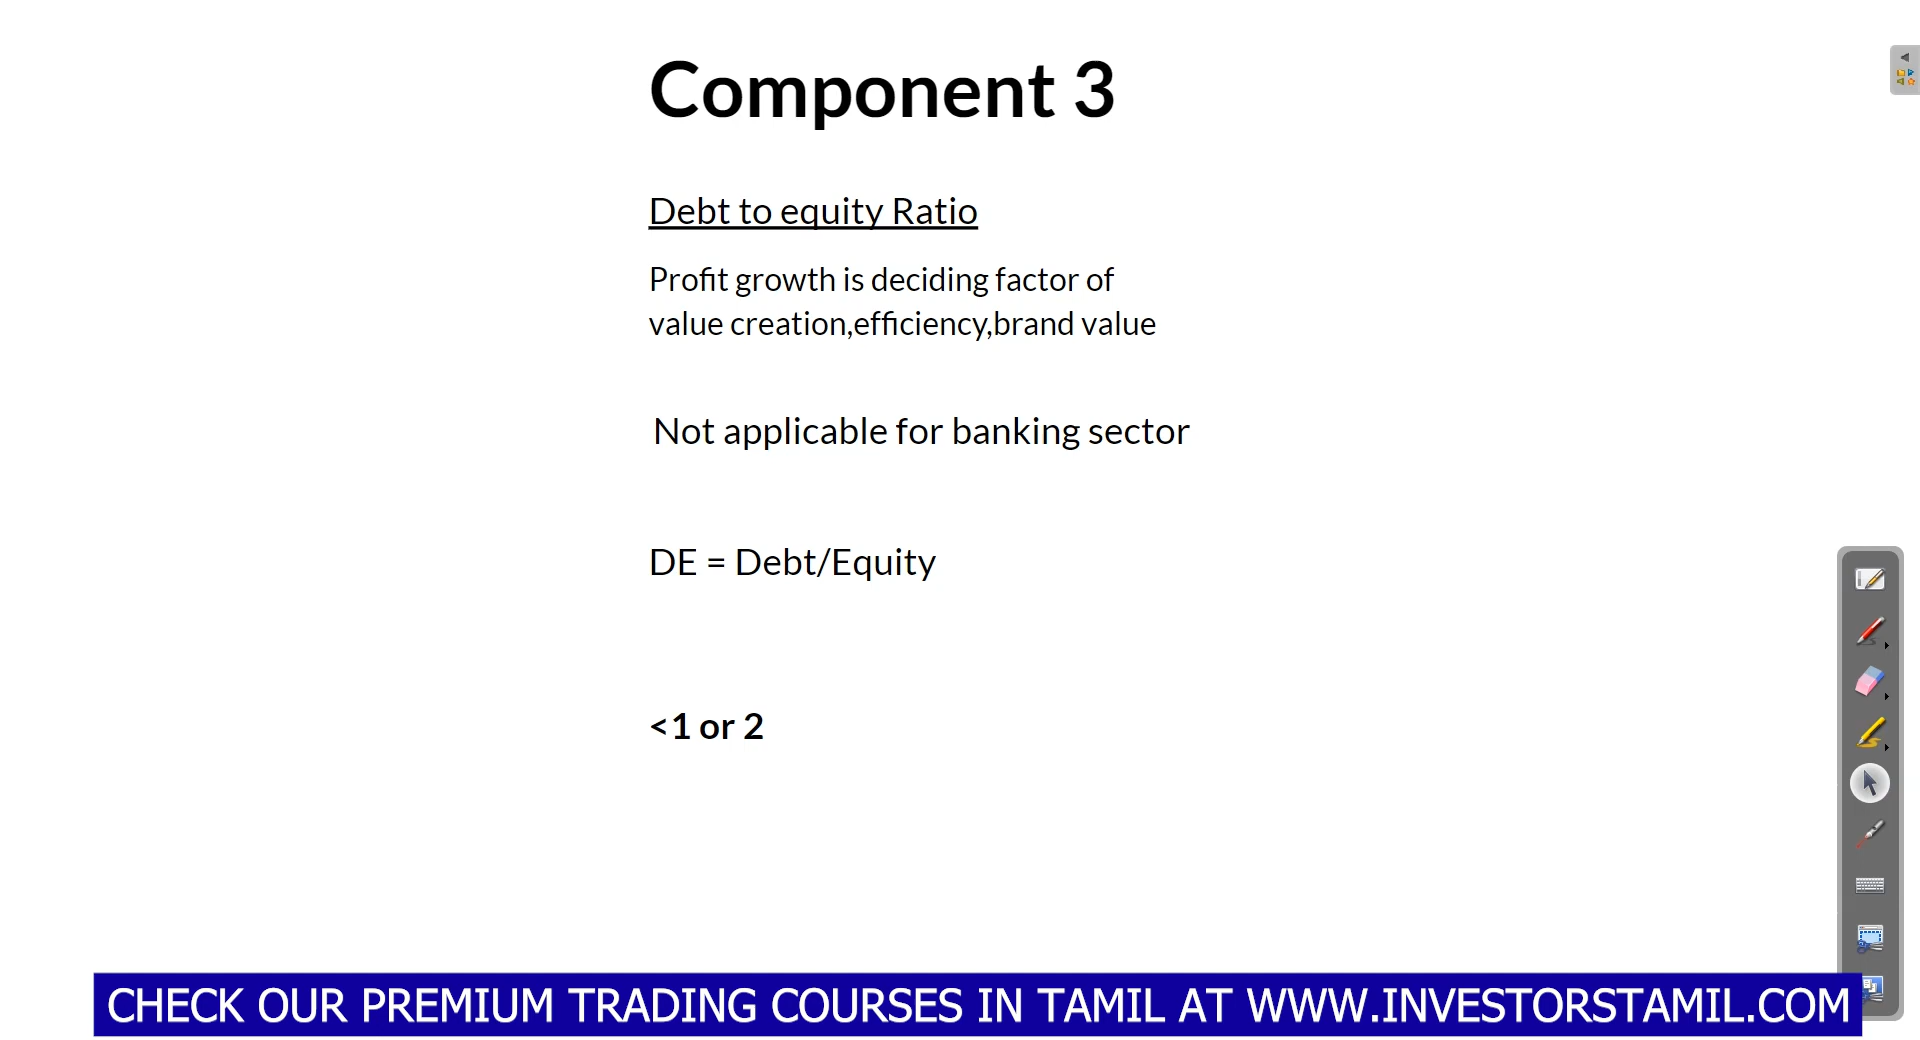 Component 3
Debt to equity Ratio
Profit growth is deciding factor of
value creation,efficiency,brand value
Not applicable for banking sector
DE = Debt/Equity
<1 or 2
CHECK OUR PREMIUM TRADING COURSES IN TAMIL AT WWW.INVESTORSTAMIL.COM